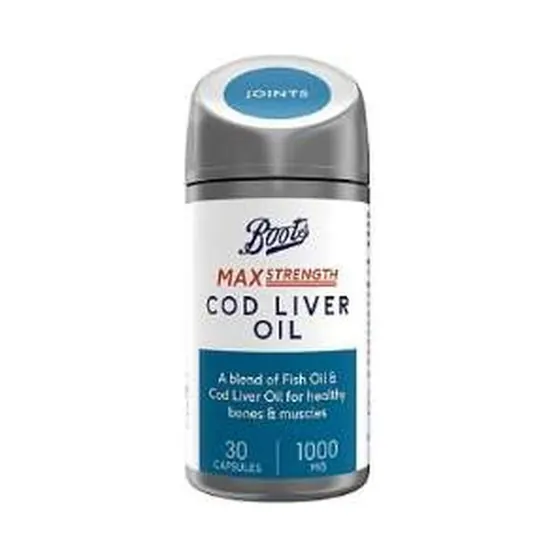 JOINTS
Boots
MAX STRENGTH
COD LIVER
OIL
A blend of Fish Oil &
Cod Liver Oil for healthy
bones & muscles
30 | 1000
CAPSULES | MG